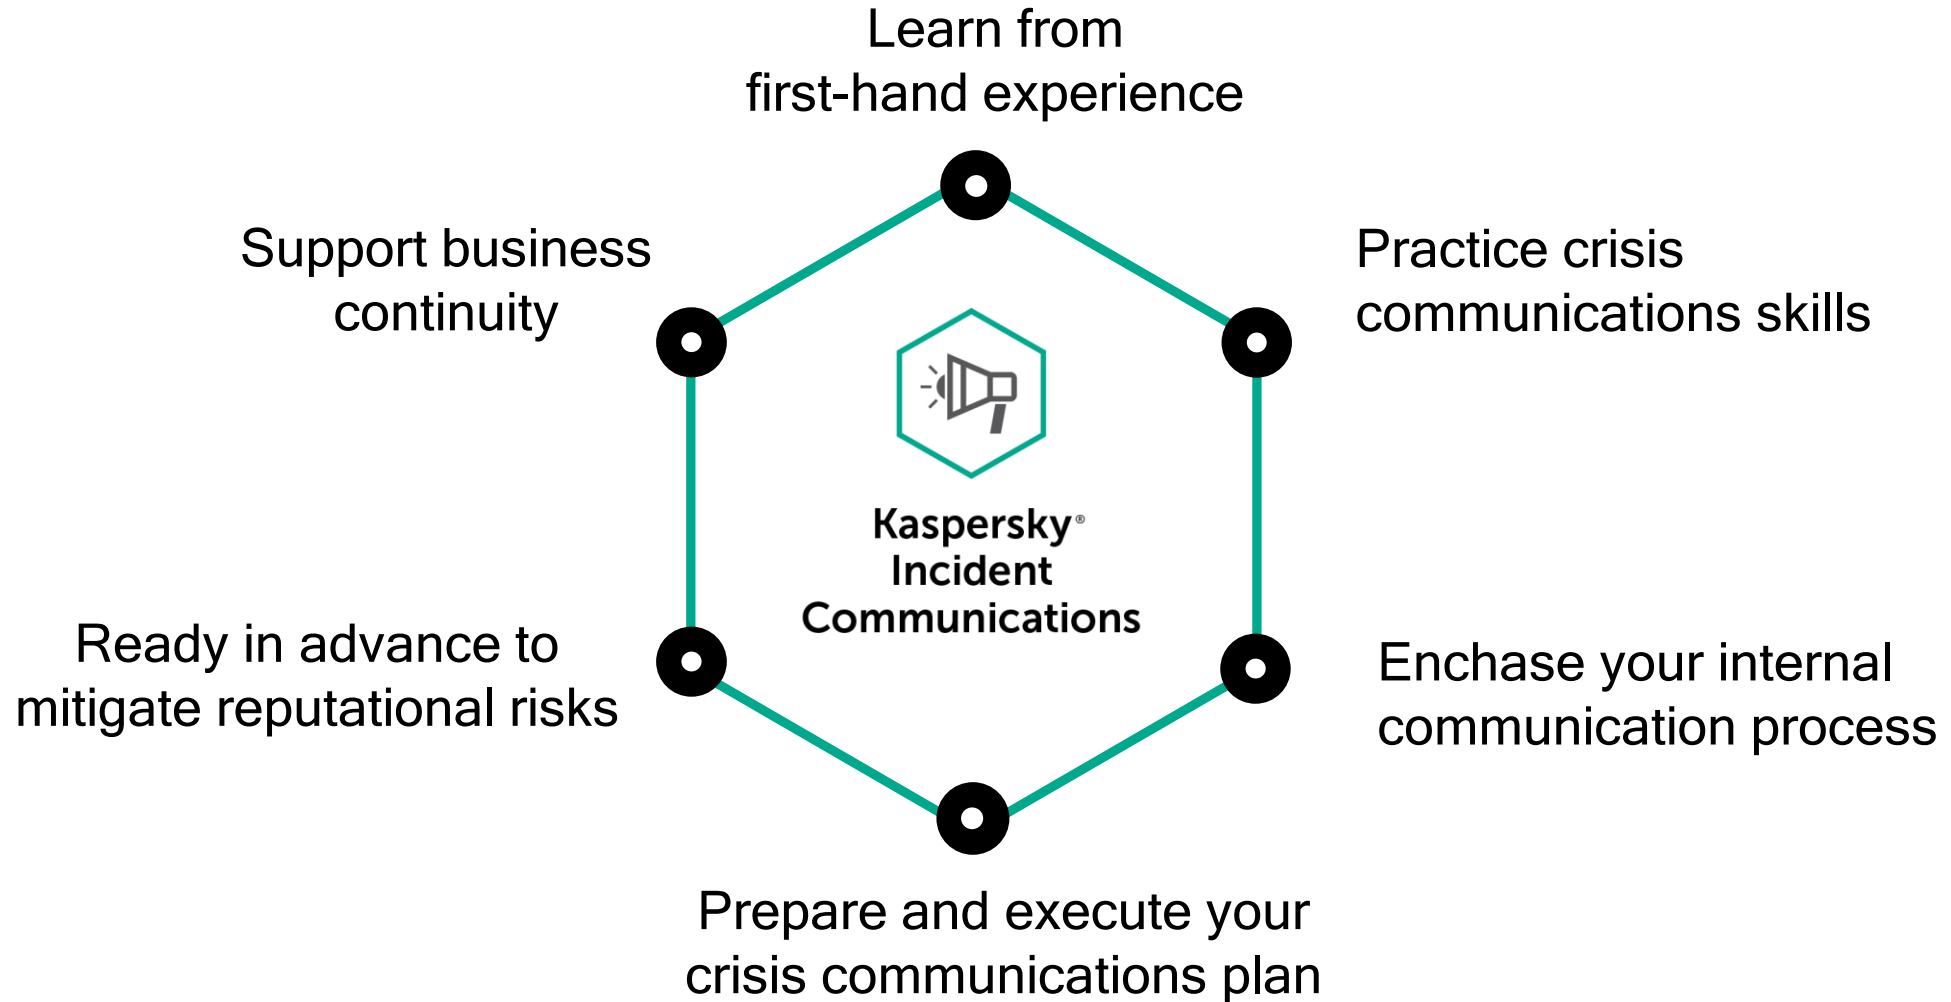 Learn from
first-hand experience
Support business
continuity
Practice crisis
communications skills
Kaspersky®
Incident
Communications
Ready in advance to
mitigate reputational risks
Enchase your internal
communication process
Prepare and execute your
crisis communications plan